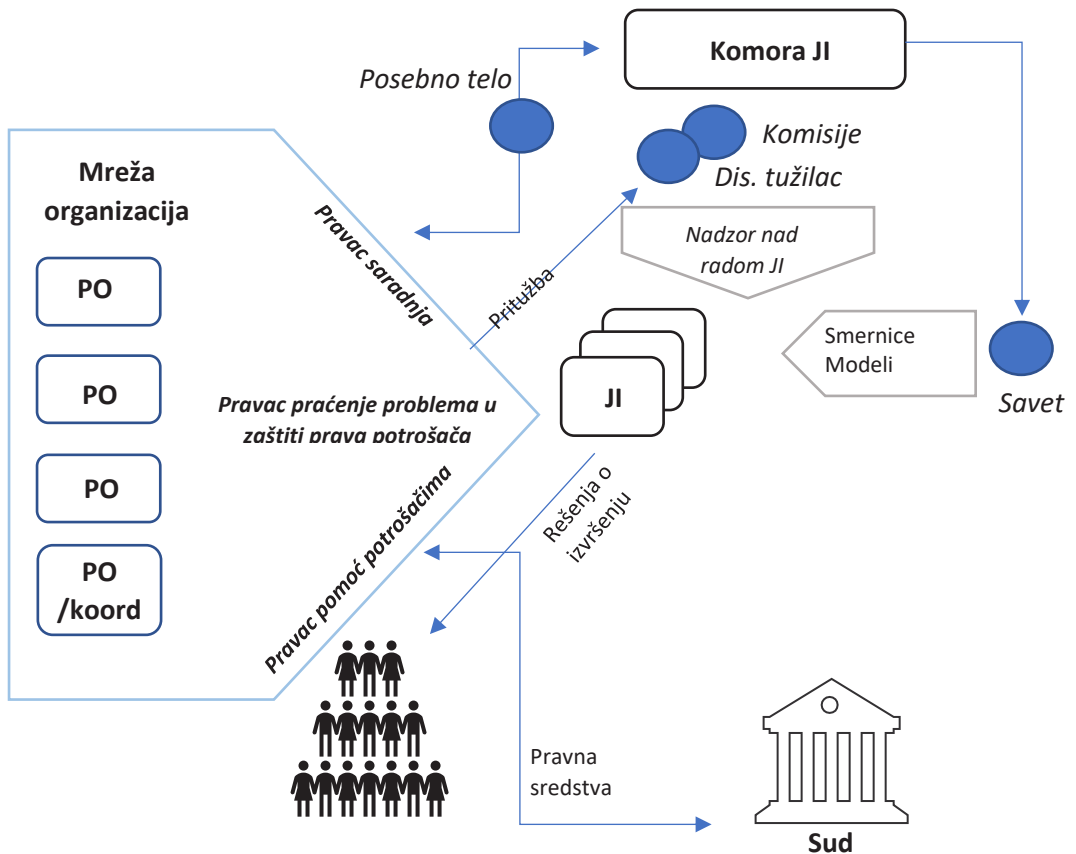 Komora JI
Posebno telo
Komisije
Dis. tužilac
Mreža
organizacija
Pravac saradnja
Pritužba
Nadzor nad
radom JI
PO
PO
PO
PO
/koord
Smernice
Modeli
Savet
JI
Pravac praćenje problema u
zaštiti prava potrošača
Rešenja o
izvršenju
Pravac pomoć potrošačima
Pravna
sredstva
Sud